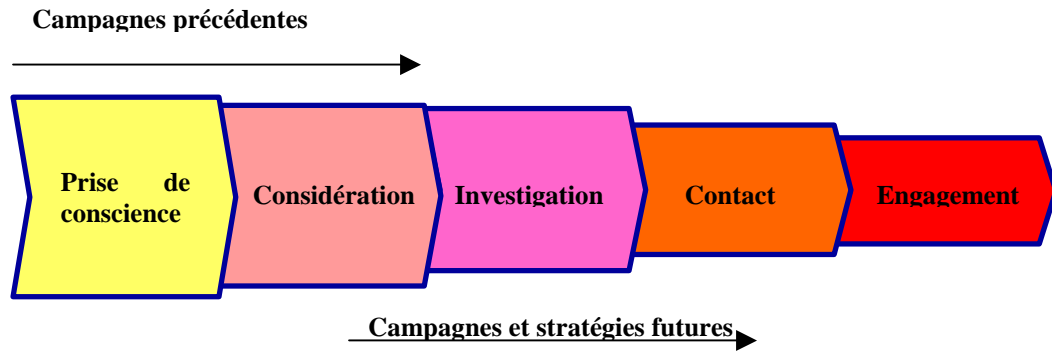 Campagnes précédentes
Prise de
conscience
Considération
Investigation
Contact
Engagement
Campagnes et stratégies futures